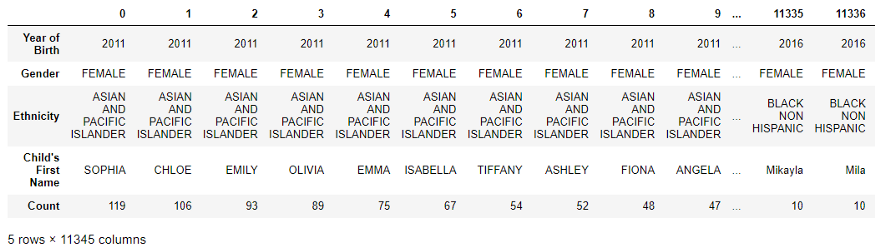 0 1 2 3 4 5 6 7 8 9 ... 11335 11336
Year of
Birth 2011 2011 2011 2011 2011 2011 2011 2011 2011 2011 ... 2016 2016
Gender FEMALE FEMALE FEMALE FEMALE FEMALE FEMALE FEMALE FEMALE FEMALE FEMALE ... FEMALE FEMALE
ASIAN ASIAN ASIAN ASIAN ASIAN ASIAN ASIAN ASIAN ASIAN ASIAN BLACK BLACK
AND AND AND AND AND AND AND AND AND AND NON NON
Ethnicity PACIFIC PACIFIC PACIFIC PACIFIC PACIFIC PACIFIC PACIFIC PACIFIC PACIFIC PACIFIC ... HISPANIC HISPANIC
ISLANDER ISLANDER ISLANDER ISLANDER ISLANDER ISLANDER ISLANDER ISLANDER ISLANDER ISLANDER
Child's
First SOPHIA CHLOE EMILY OLIVIA EMMA ISABELLA TIFFANY ASHLEY FIONA ANGELA ... Mikayla Mila
Name
Count 119 106 93 89 75 67 54 52 48 47 ... 10 10
5 rows × 11345 columns